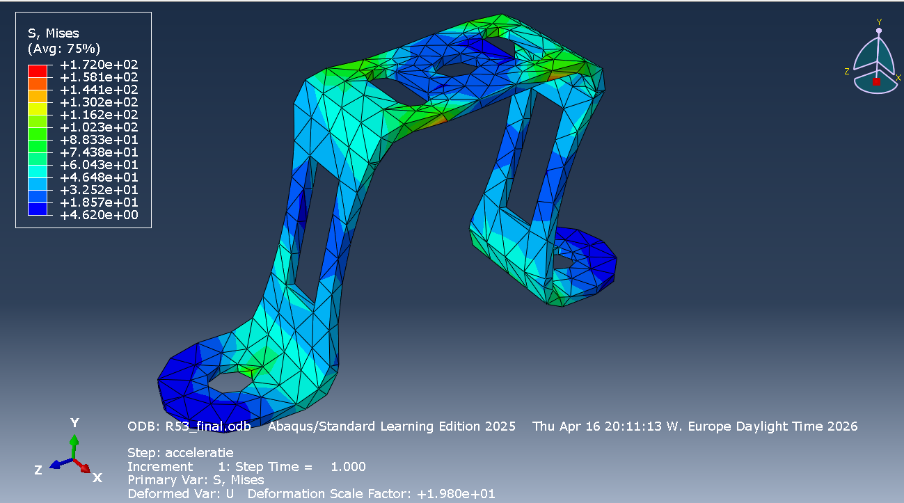 S, Mises
(Avg: 75%)
+1.720e+02
+1.581e+02
+1.441e+02
+1.302e+02
+1.162e+02
+1.023e+02
+8.833e+01
+7.438e+01
+6.043e+01
+4.648e+01
+3.252e+01
+1.857e+01
+4.620e+00
Y
Z
X
ODB: R53_final.odb Abaqus/Standard Learning Edition 2025 Thu Apr 16 20:11:13 W. Europe Daylight Time 2026
Y
Z
X
Step: acceleratie
Increment 1: Step Time = 1.000
Primary Var: S, Mises
Deformed Var: U Deformation Scale Factor: +1.980e+01